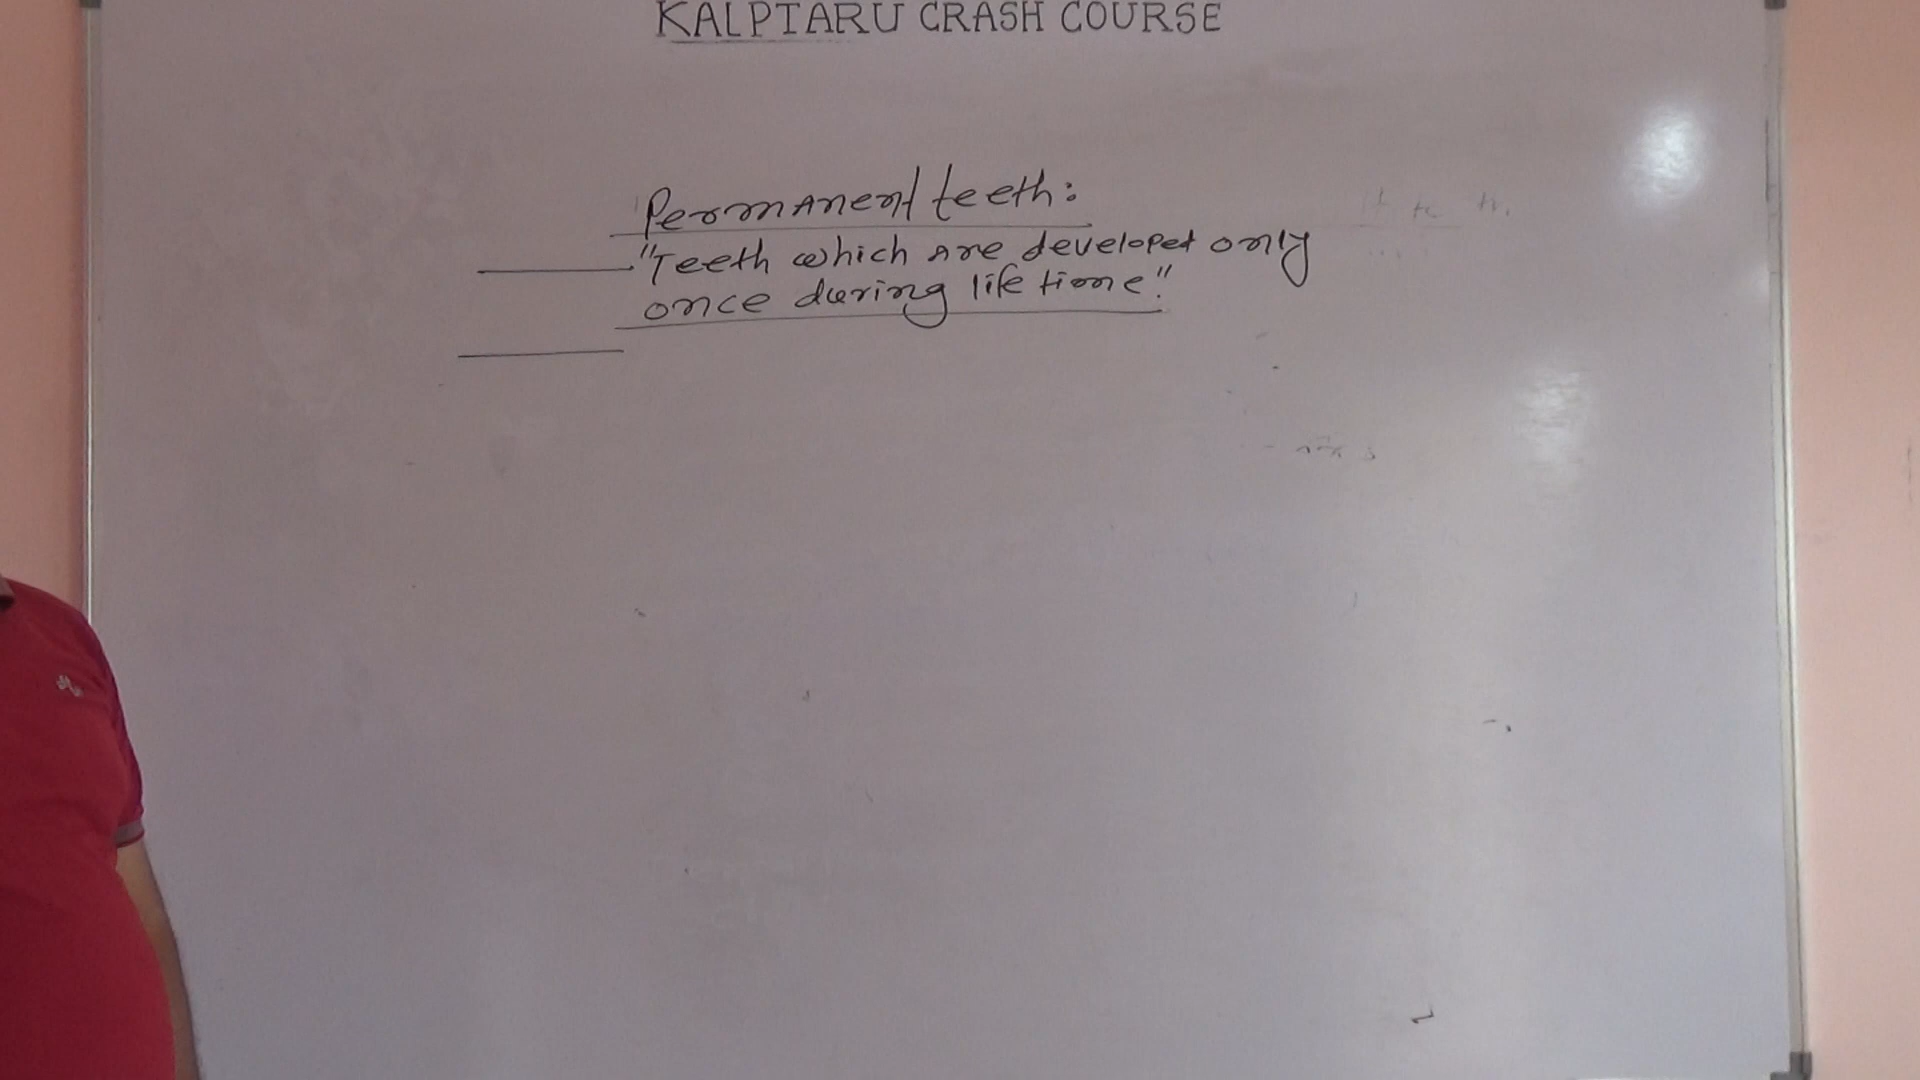 KALPTARU CRASH COURSE
Permanent teeth:
"Teeth which are developed only
once during life time".